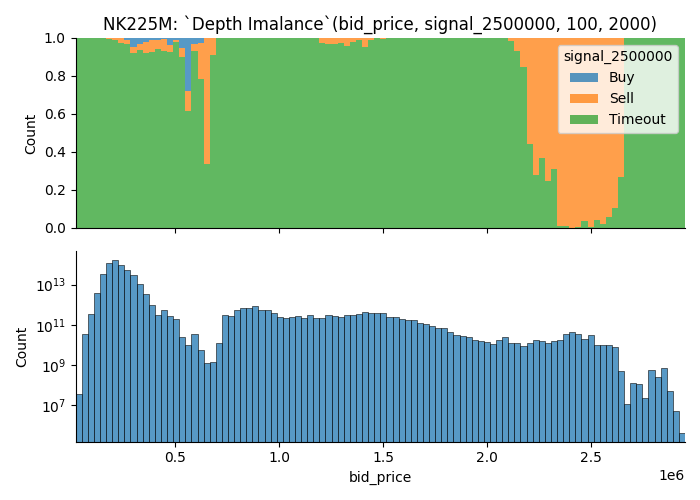 NK225M: `Depth Imalance`(bid_price, signal_2500000, 100, 2000)
1.0
0.8
0.6
0.4
0.2
0.0
Count
signal_2500000
Buy
Sell
Timeout
10^13
10^11
10^9
10^7
Count
0.5
1.0
1.5
2.0
2.5
1e6
bid_price